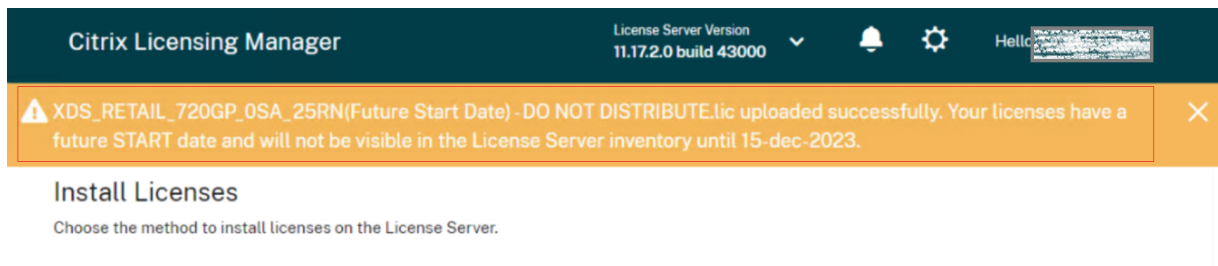 Citrix Licensing Manager
License Server Version
11.17.2.0 build 43000
Hello
XDS_RETAIL_720GP_0SA_25RN(Future Start Date) - DO NOT DISTRIBUTE.lic uploaded successfully. Your licenses have a
future START date and will not be visible in the License Server inventory until 15-dec-2023.
Install Licenses
Choose the method to install licenses on the License Server.